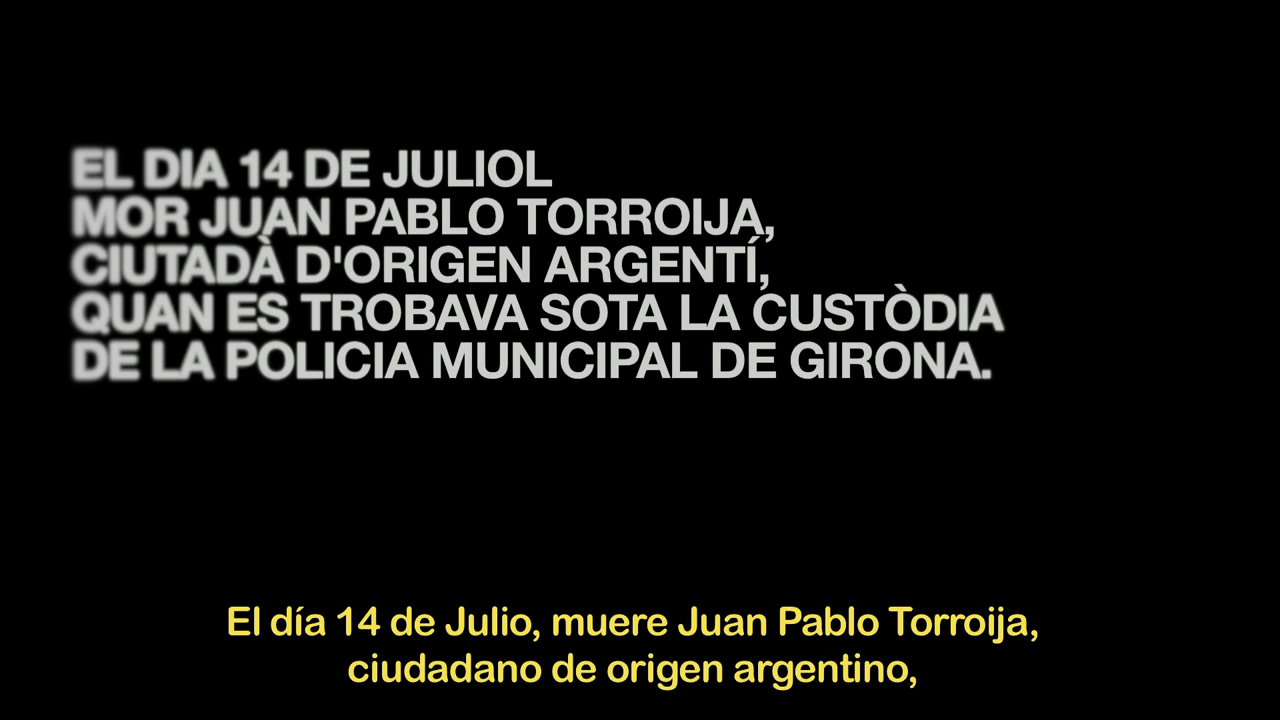 EL DIA 14 DE JULIOL
MOR JUAN PABLO TORROIJA,
CIUTADÀ D'ORIGEN ARGENTÍ,
QUAN ES TROBAVA SOTA LA CUSTÒDIA
DE LA POLICIA MUNICIPAL DE GIRONA.
El día 14 de Julio, muere Juan Pablo Torroija,
ciudadano de origen argentino,